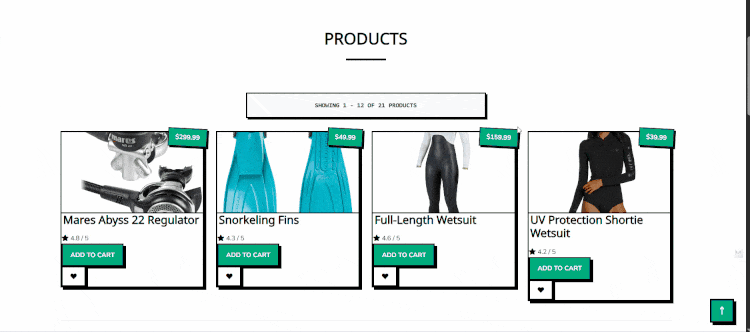 PRODUCTS
SHOWING 1 - 12 OF 21 PRODUCTS
mares
$299.99
$49.99
$159.99
$39.99
Mares Abyss 22 Regulator
Snorkeling Fins
Full-Length Wetsuit
UV Protection Shortie
Wetsuit
4.8 / 5
4.3 / 5
4.6 / 5
4.2 / 5
ADD TO CART
ADD TO CART
ADD TO CART
ADD TO CART